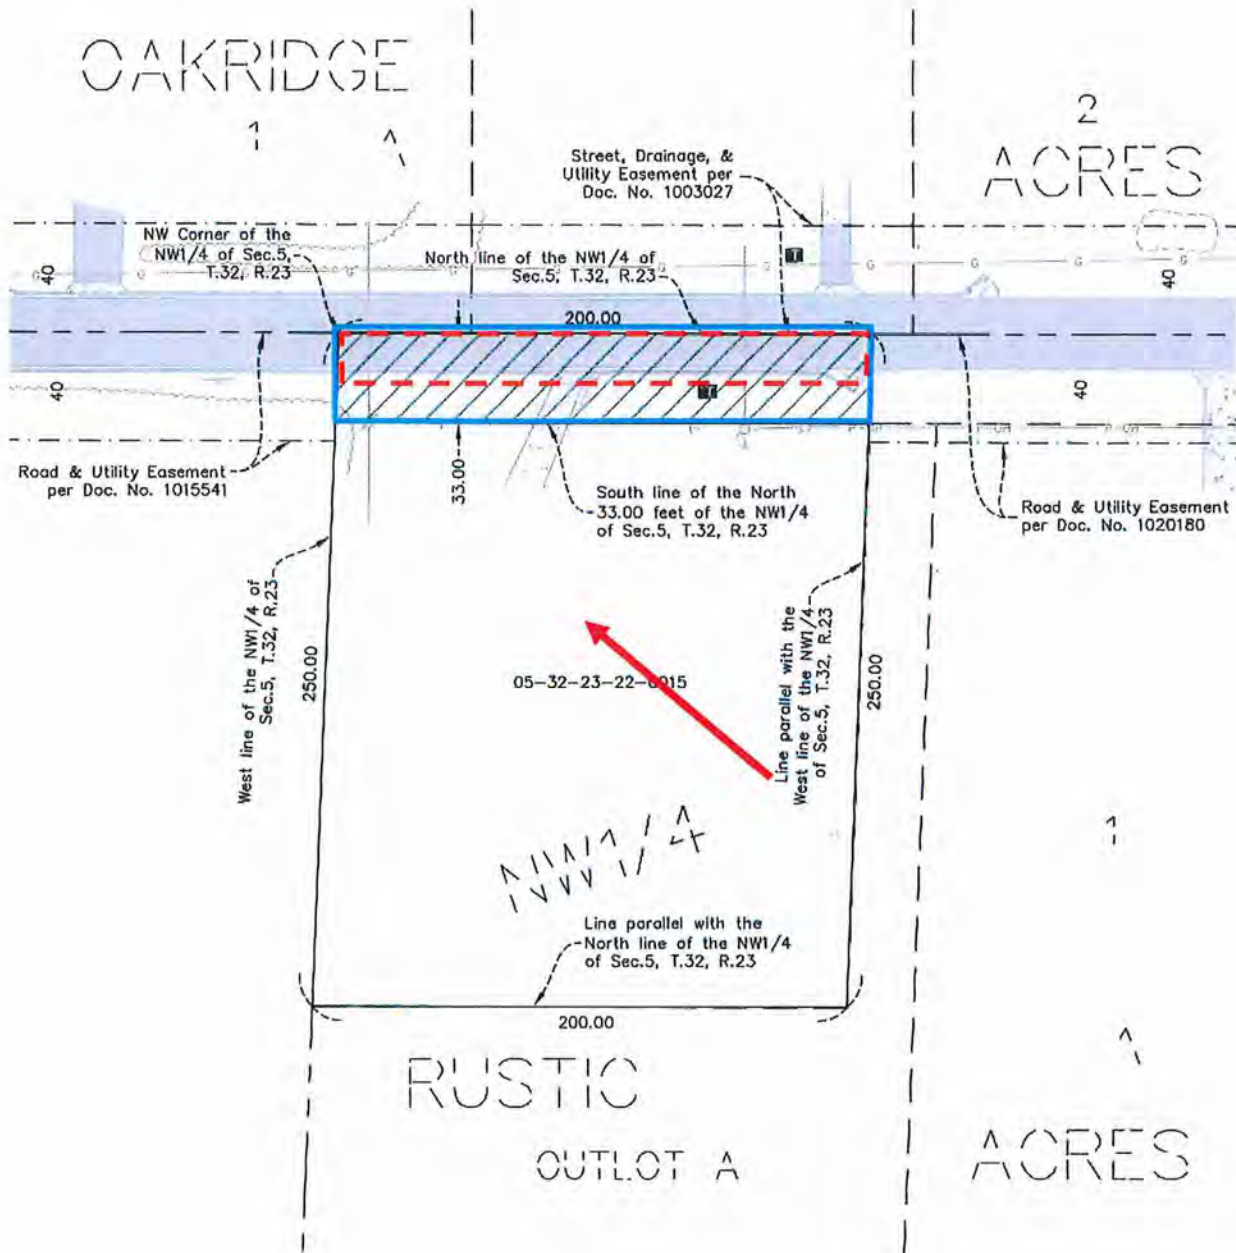 OAKRIDGE
1
2
ACRES
Street, Drainage, &
Utility Easement per
Doc. No. 1003027
NW Corner of the
NW1/4 of Sec.5,
T.32, R.23
North line of the NW1/4 of
Sec.5, T.32, R.23
G
G
G
G
G
G
T
40
40
200.00
40
40
T
G
G
G
Road & Utility Easement
per Doc. No. 1015541
33.00
South line of the North
33.00 feet of the NW1/4
of Sec.5, T.32, R.23
Road & Utility Easement
per Doc. No. 1020180
West line of the NW1/4 of
Sec.5, T.32, R.23
250.00
05-32-23-22-0015
Line parallel with the
West line of the NW1/4
of Sec.5, T.32, R.23
250.00
NW1/4
1
Line parallel with the
North line of the NW1/4
of Sec.5, T.32, R.23
200.00
RUSTIC
OUTLOT A
ACRES